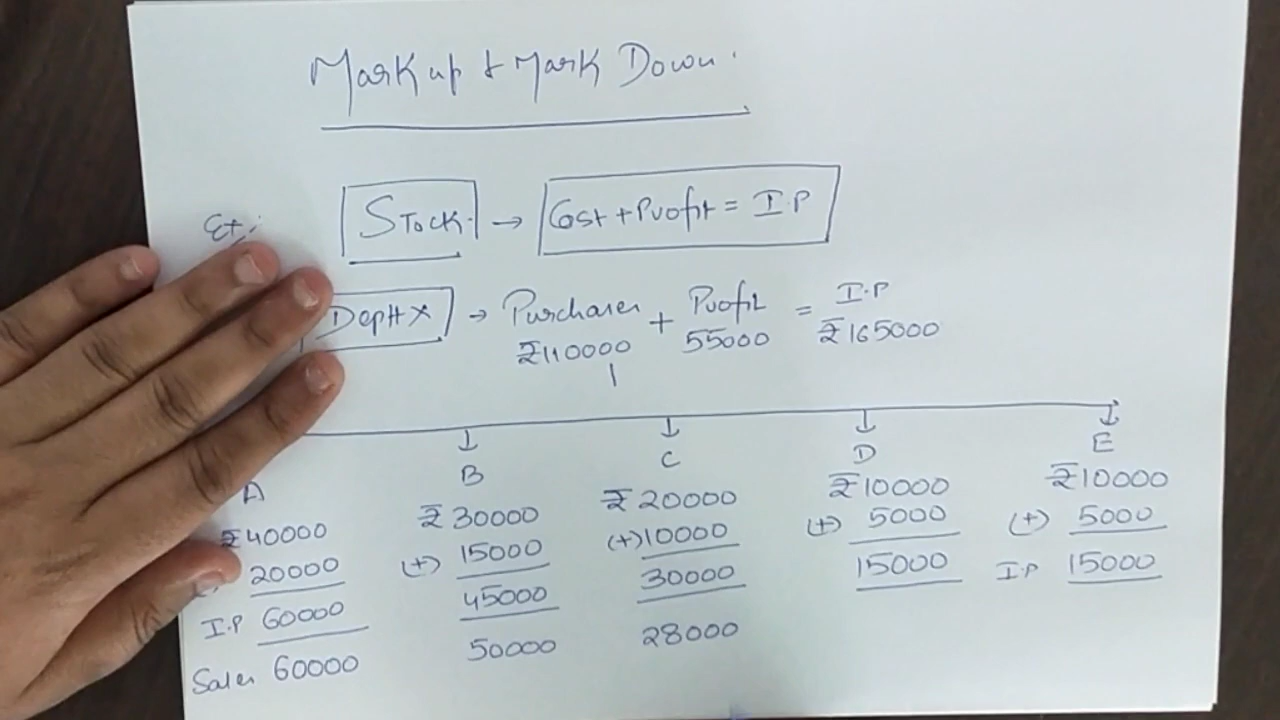 Mark up & Mark Down.
Ex:
STOCK. → Cost + Profit = I.P
Dept X → Purchases + Profit = I.P
₹110000 55000 ₹165000
A B C D E
₹40000 ₹30000 ₹20000 ₹10000 ₹10000
20000 (+) 15000 (+) 10000 (+) 5000 (+) 5000
I.P 60000 45000 30000 15000 I.P 15000
Sales 60000 50000 28000